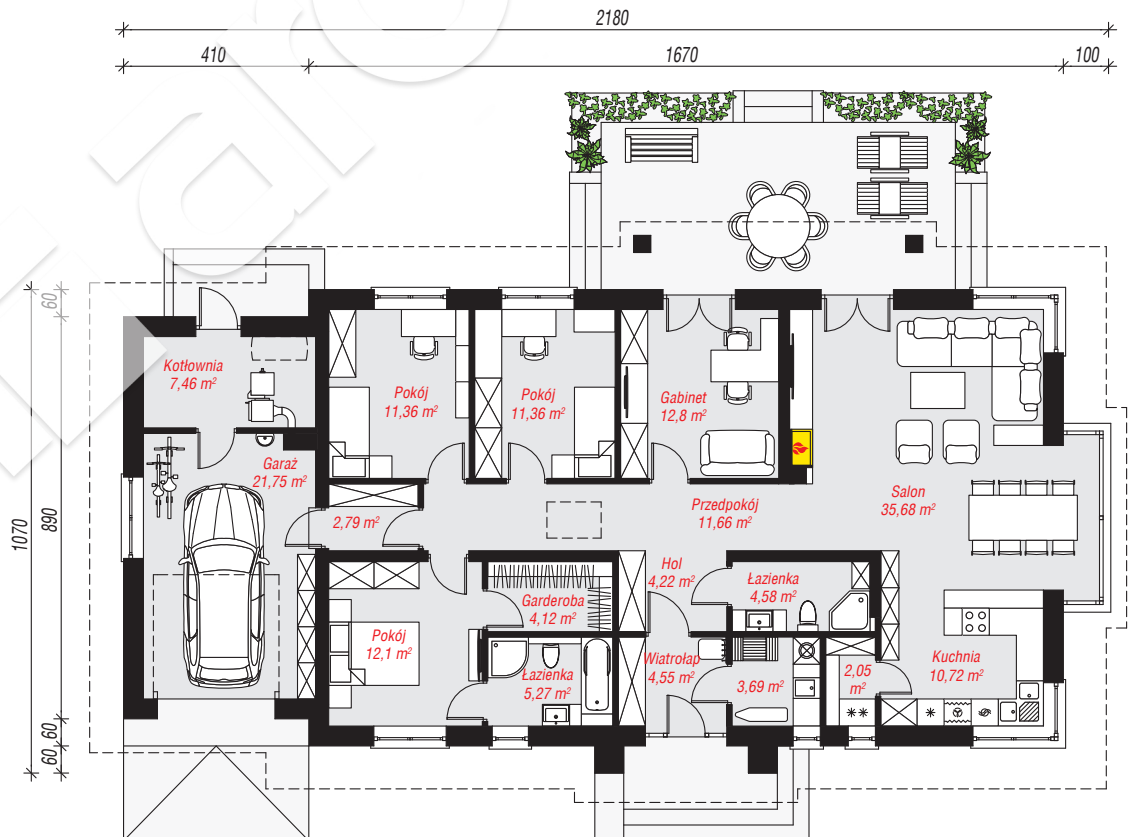 2180
410
1670
100
60
890
1070
60
60
Kotłownia
7,46 m²
Pokój
11,36 m²
Pokój
11,36 m²
Gabinet
12,8 m²
Garaż
21,75 m²
2,79 m²
Przedpokój
11,66 m²
Salon
35,68 m²
Hol
4,22 m²
Łazienka
4,58 m²
Garderoba
4,12 m²
Pokój
12,1 m²
Łazienka
5,27 m²
Wiatrołap
4,55 m²
3,69 m²
2,05
m²
Kuchnia
10,72 m²